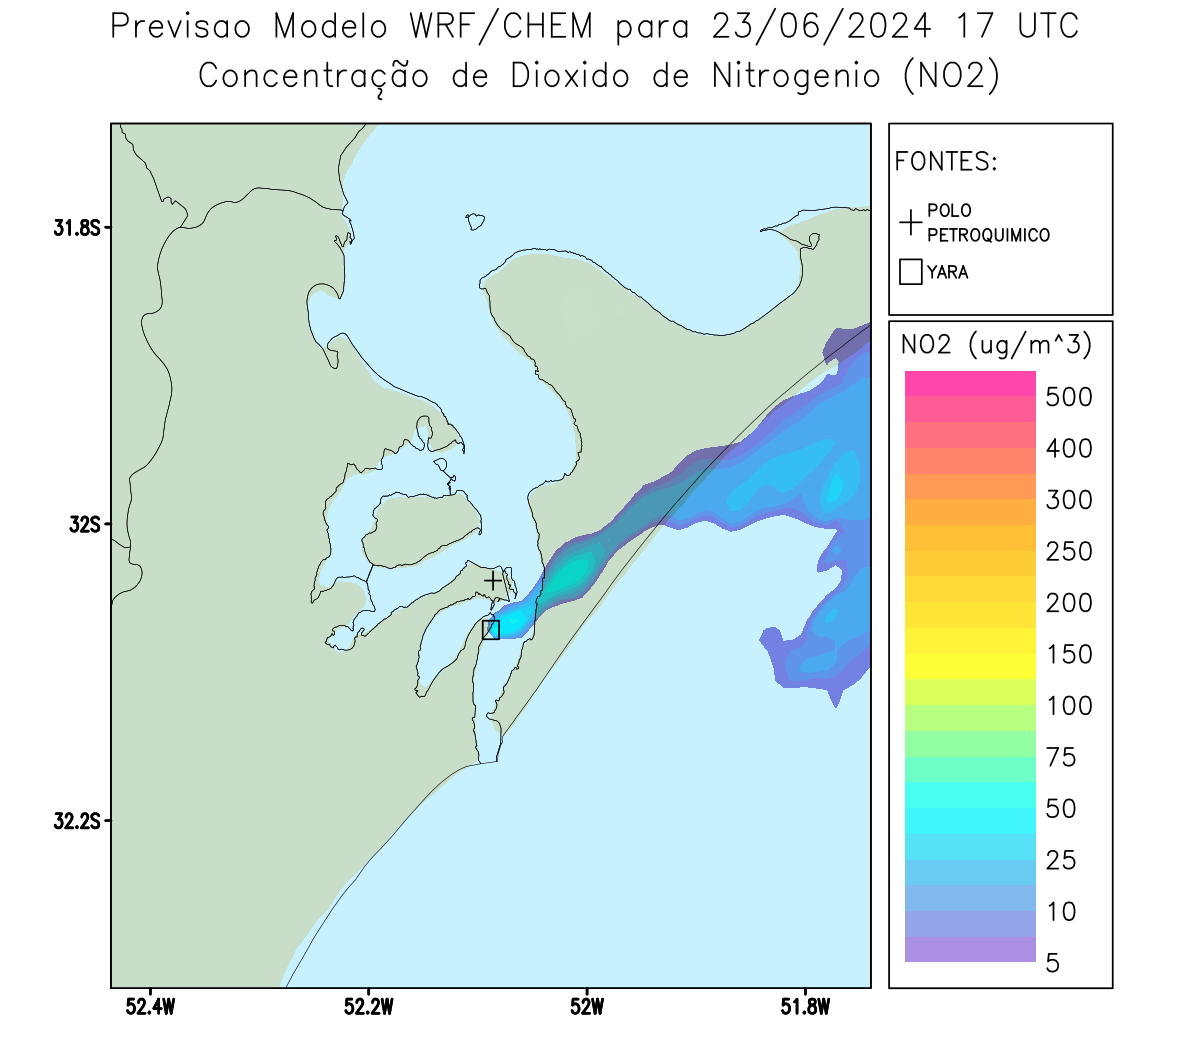 Previsao Modelo WRF/CHEM para 23/06/2024 17 UTC
Concentração de Dioxido de Nitrogenio (NO2)
FONTES:
POLO
PETROQUIMICO
YARA
NO2 (ug/m^3)
500
400
300
250
200
150
100
75
50
25
10
5
31.8S
32S
32.2S
52.4W
52.2W
52W
51.8W